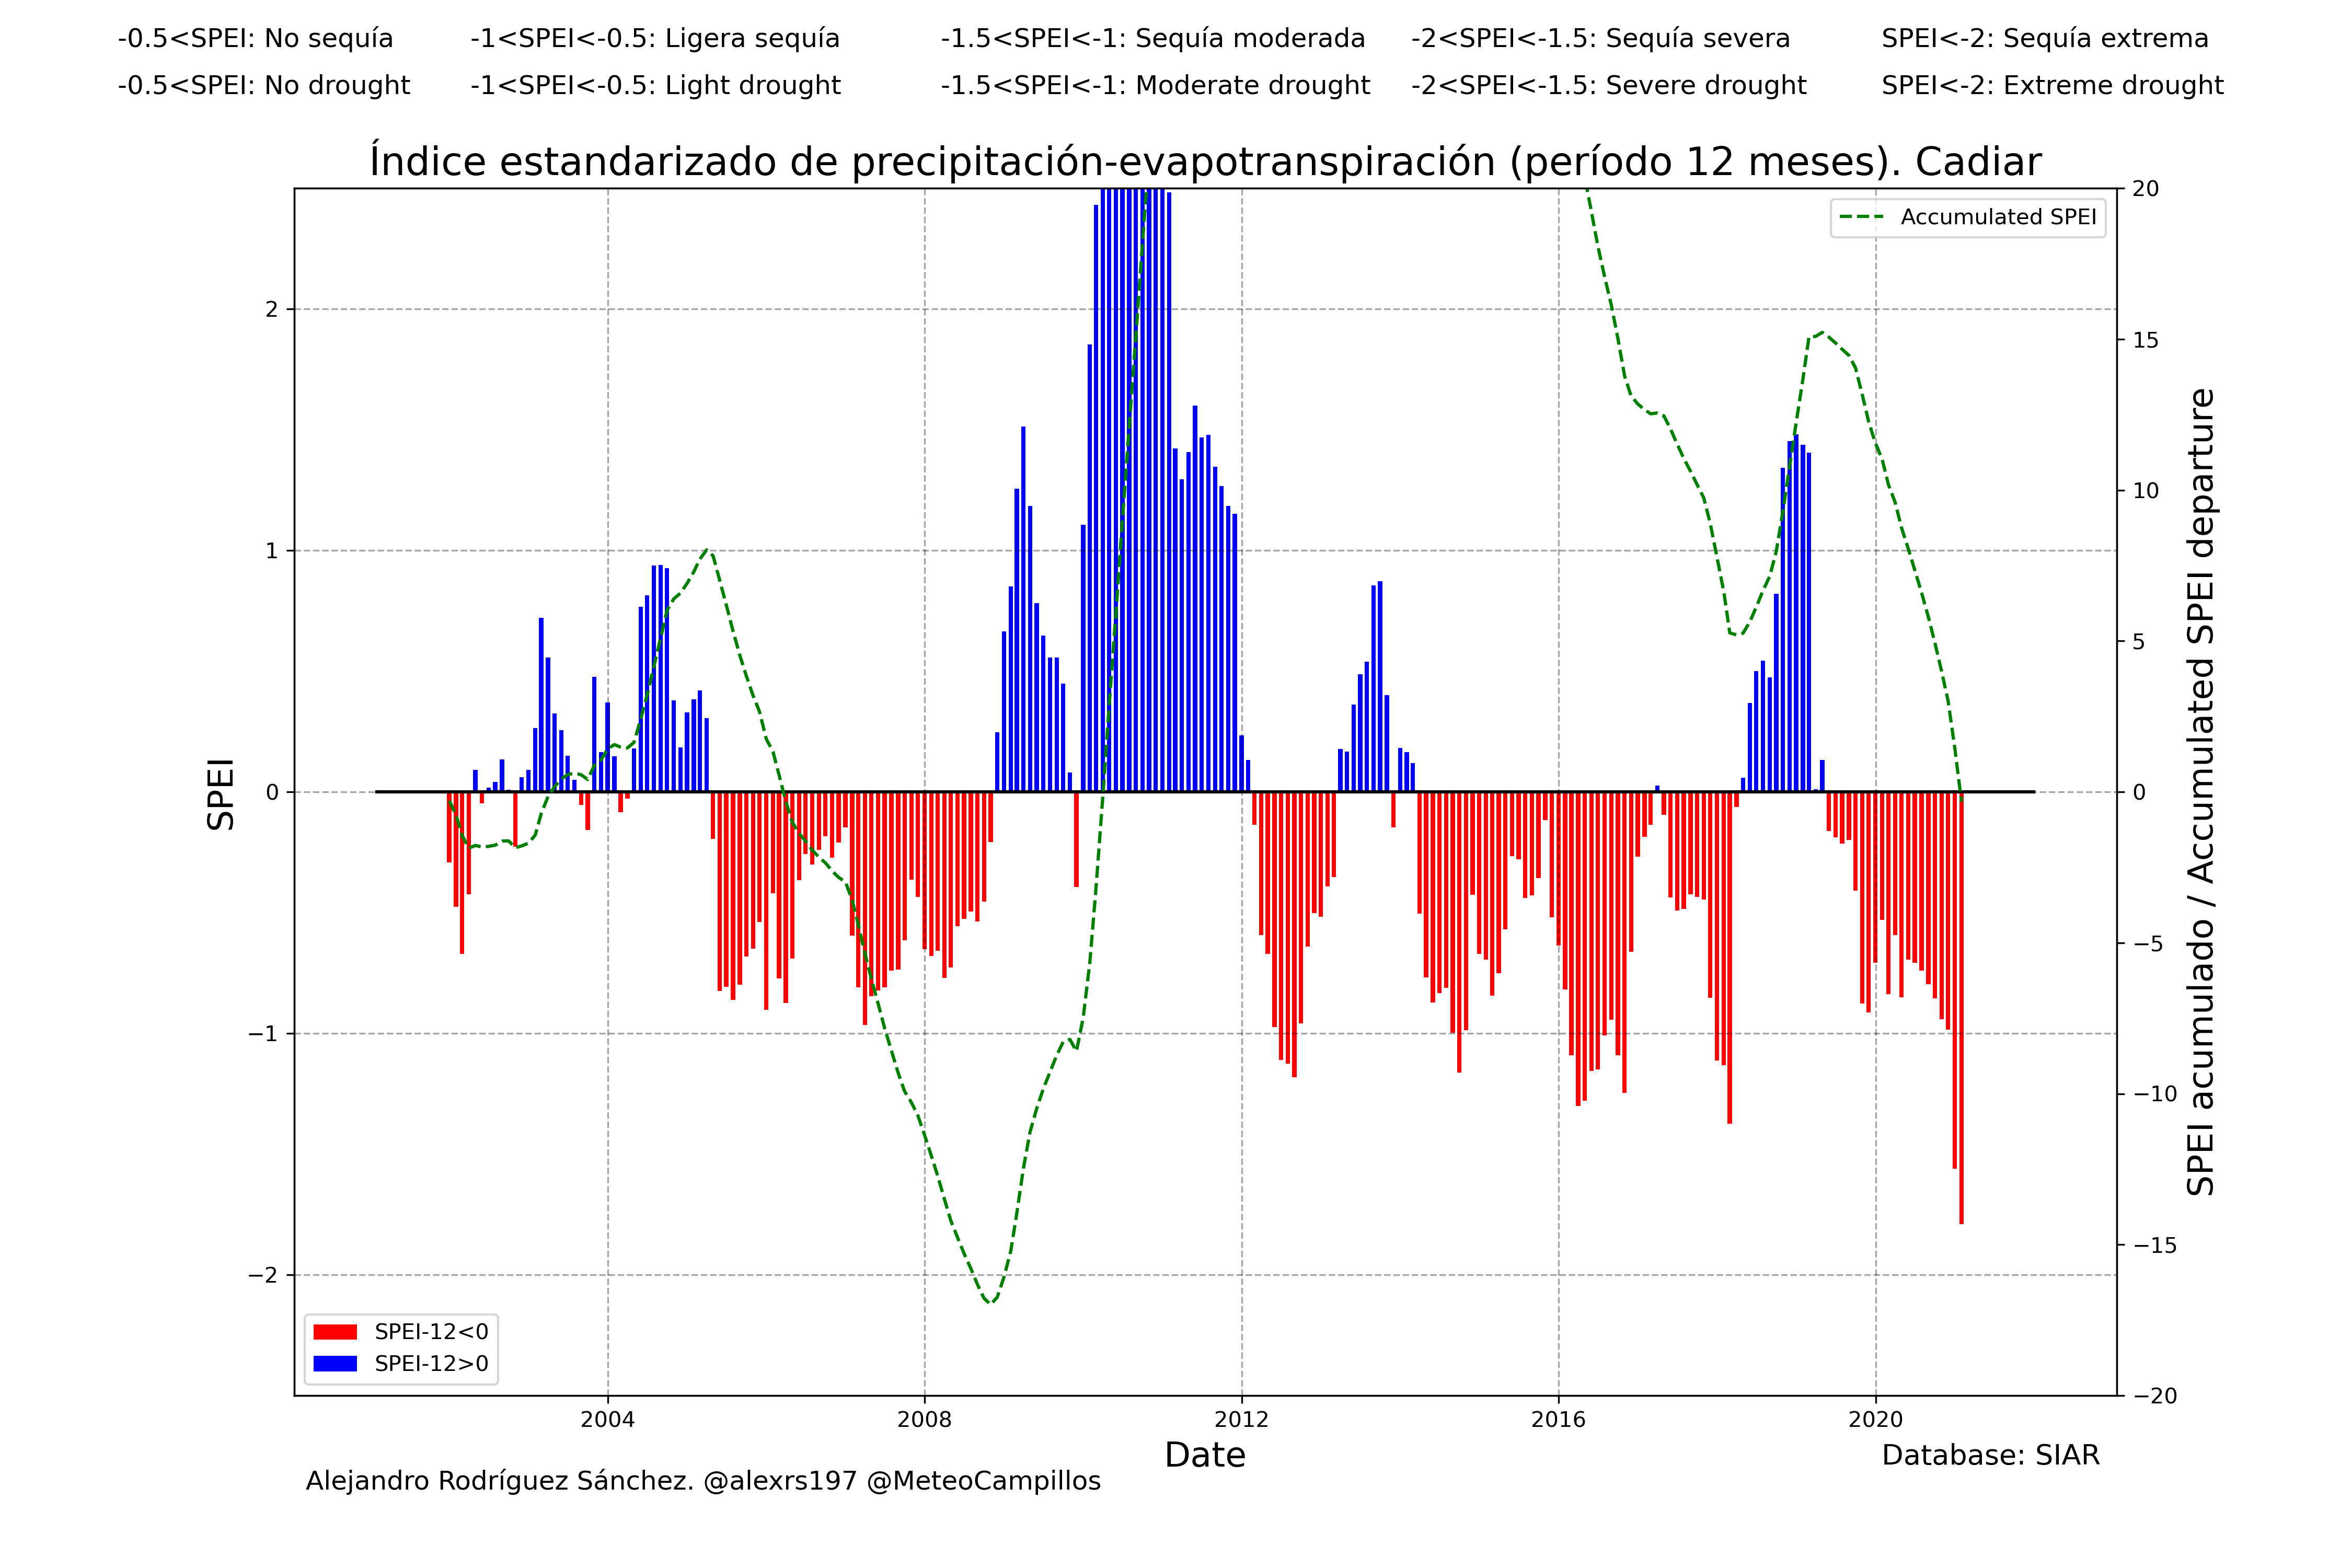 -0.5<SPEI: No sequía -1<SPEI<-0.5: Ligera sequía -1.5<SPEI<-1: Sequía moderada -2<SPEI<-1.5: Sequía severa SPEI<-2: Sequía extrema
-0.5<SPEI: No drought -1<SPEI<-0.5: Light drought -1.5<SPEI<-1: Moderate drought -2<SPEI<-1.5: Severe drought SPEI<-2: Extreme drought
Índice estandarizado de precipitación-evapotranspiración (período 12 meses). Cadiar
Accumulated SPEI
SPEI
2
1
0
−1
−2
20
15
10
5
0
−5
−10
−15
−20
SPEI acumulado / Accumulated SPEI departure
SPEI-12<0
SPEI-12>0
2004 2008 2012 2016 2020
Date
Database: SIAR
Alejandro Rodríguez Sánchez. @alexrs197 @MeteoCampillos